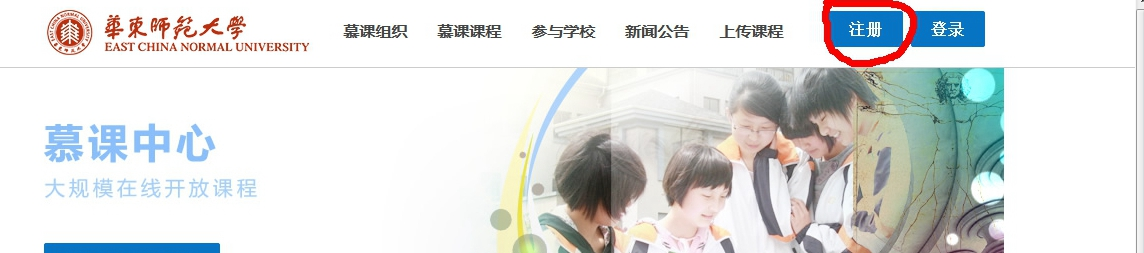 華東師范大學
EAST CHINA NORMAL UNIVERSITY
慕课组织 慕课课程 参与学校 新闻公告 上传课程 注册 登录
慕课中心
大规模在线开放课程